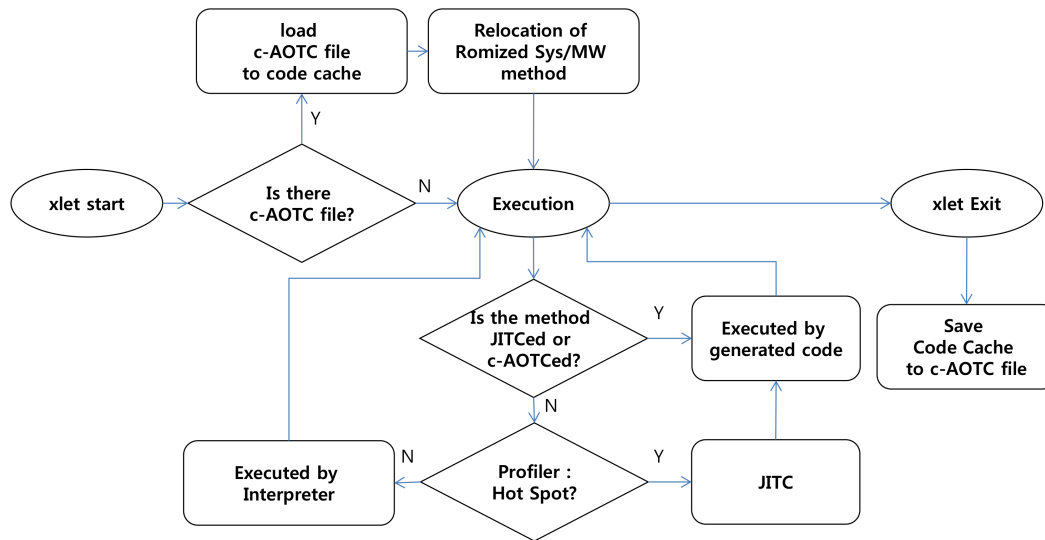 load
c-AOTC file
to code cache
Relocation of
Romized Sys/MW
method
Y
xlet start
Is there
c-AOTC file?
N
Execution
xlet Exit
Is the method
JITCed or
c-AOTCed?
Y
Executed by
generated code
Save
Code Cache
to c-AOTC file
N
Executed by
Interpreter
N
Profiler :
Hot Spot?
Y
JITC